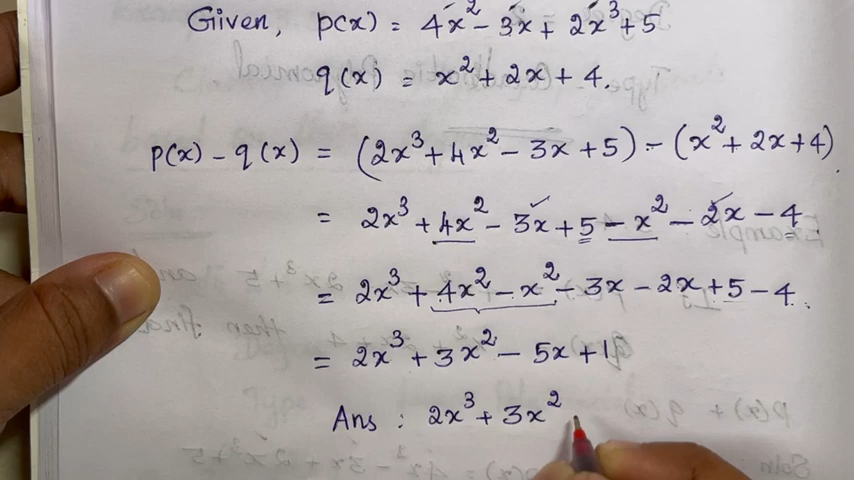 Given, p(x) = 4x² - 3x + 2x³ + 5
q(x) = x² + 2x + 4.
p(x) - q(x) = (2x³ + 4x² - 3x + 5) - (x² + 2x + 4)
= 2x³ + 4x² - 3x + 5 - x² - 2x - 4
= 2x³ + 4x² - x² - 3x - 2x + 5 - 4
= 2x³ + 3x² - 5x + 1
Ans : 2x³ + 3x²